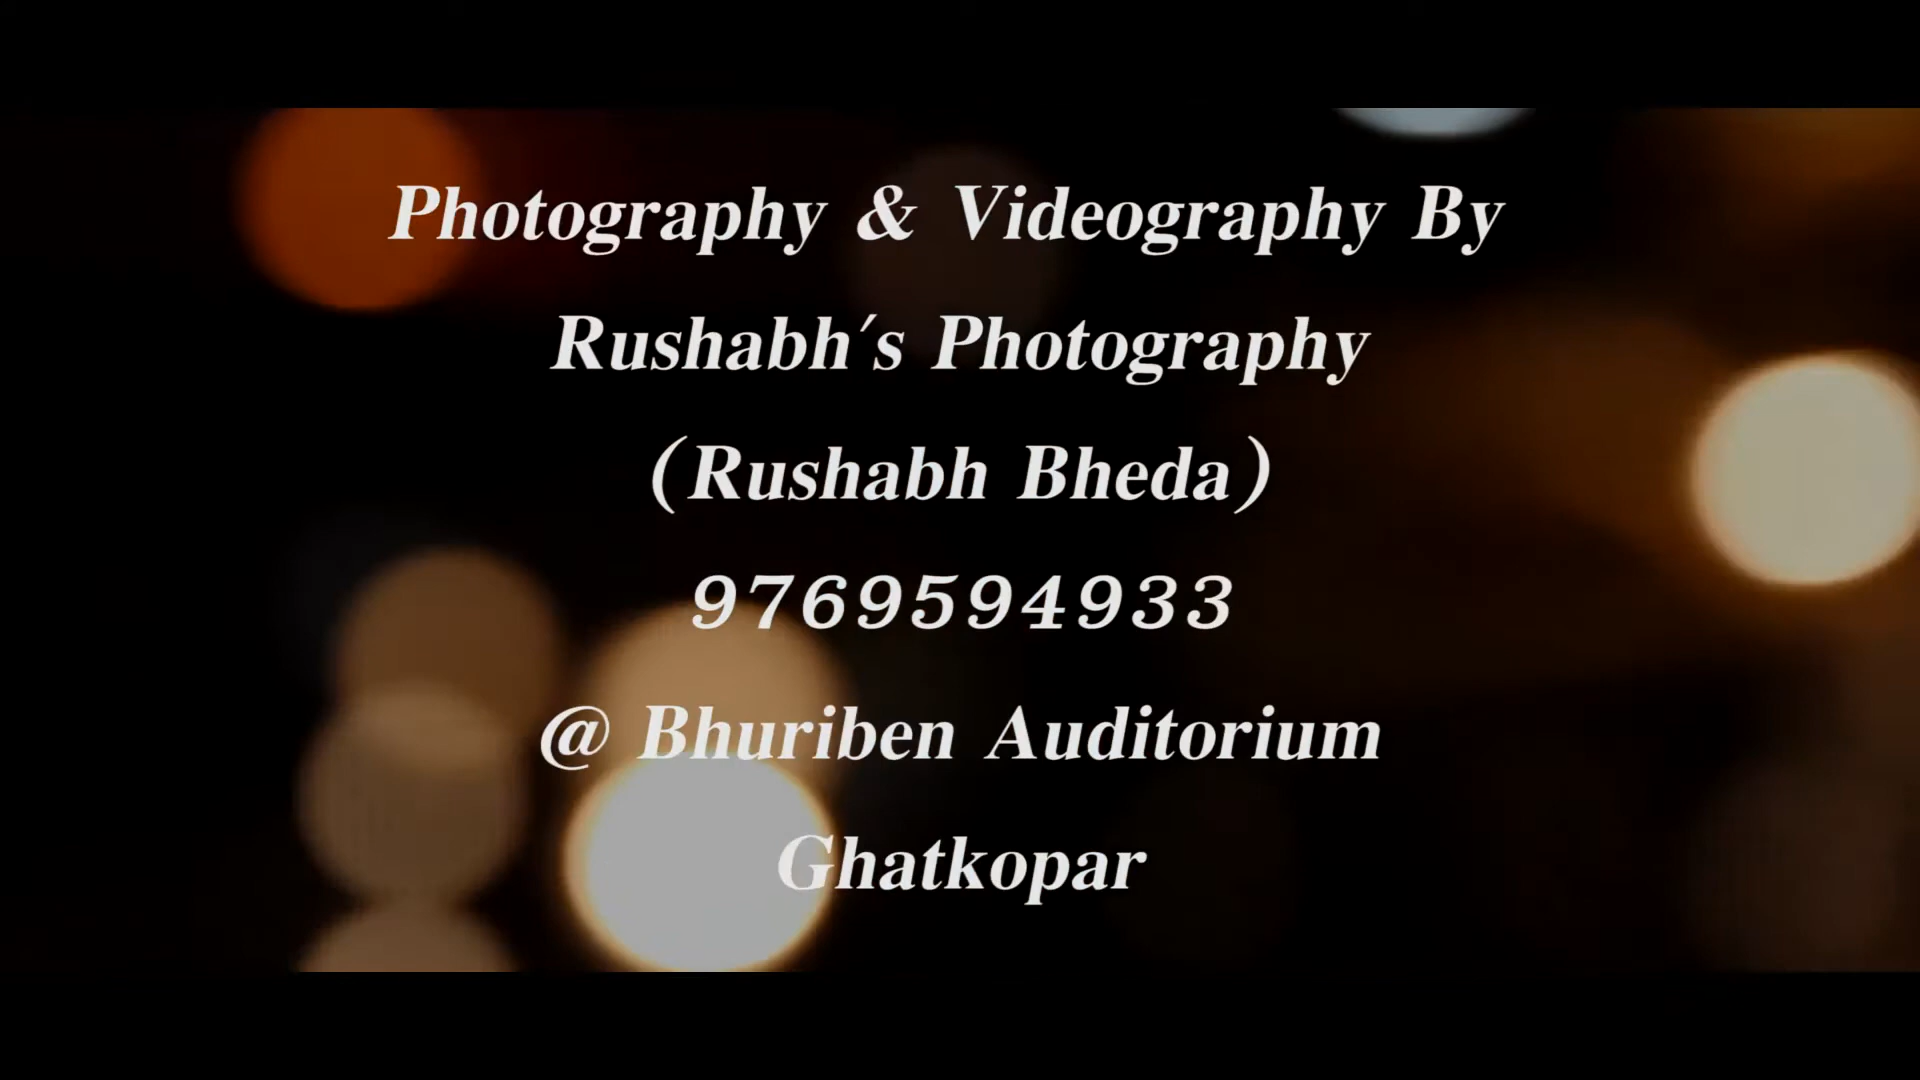 Photography & Videography By
Rushabh's Photography
(Rushabh Bheda)
9769594933
@ Bhuriben Auditorium
Ghatkopar